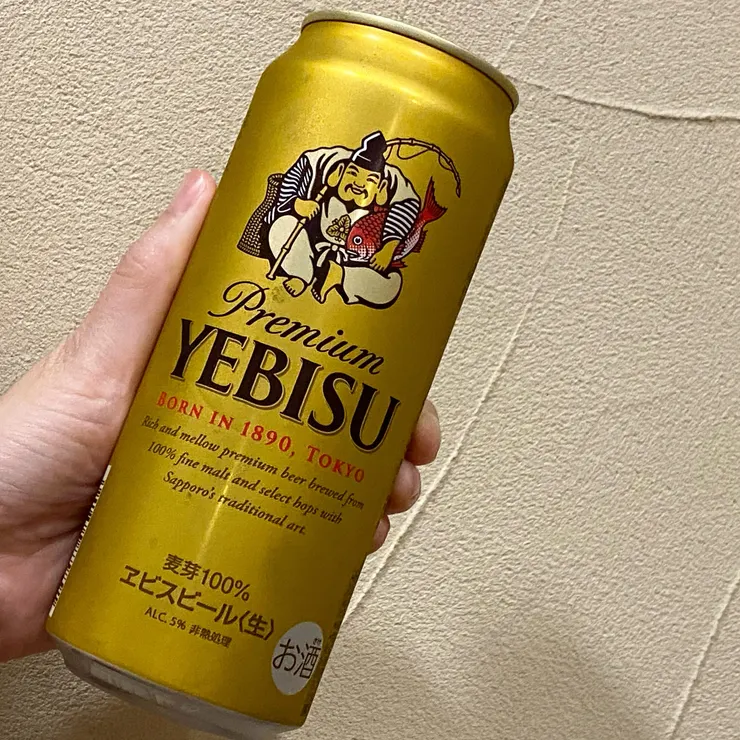 Premium
YEBISU
BORN IN 1890, TOKYO
Rich and mellow premium beer brewed from
100% fine malt and select hops with
Sapporo's traditional art.
麦芽100%
ヱビスビール〈生〉
ALC. 5% 非熱処理
お酒